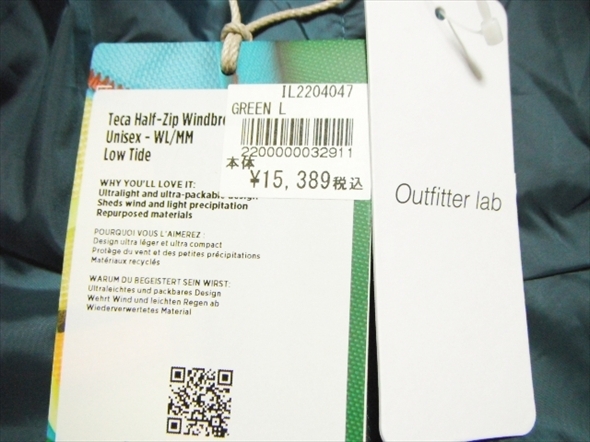 IL2204047
GREEN L
2200000032911
本体
¥15,389税込
Teca Half-Zip
Unisex - WL/MM
Low Tide
WHY YOU'LL LOVE IT:
Ultralight and ultra-packable design
Sheds wind and light precipitation
Repurposed materials
POURQUOI VOUS L'AIMEREZ :
Design ultra léger et ultra compact
Protège du vent et des petites précipitations
Matériaux recyclés
WARUM DU BEGEISTERT SEIN WIRST:
Ultraleichtes und packbares Design
Wehrt Wind und leichten Regen ab
Wiederverwertetes Material
Outfitter lab